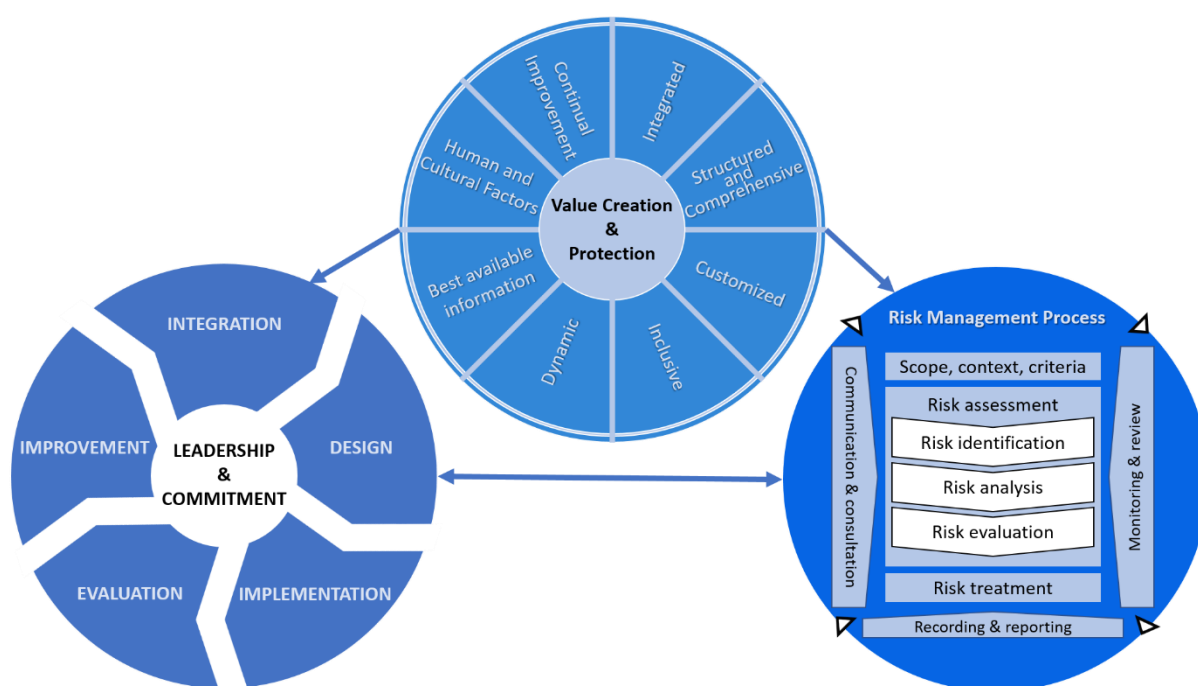 Continual
Improvement
Integrated
Human and
Cultural Factors
Structured
and
Comprehensive
Value Creation
&
Protection
Best available
information
Customized
Dynamic
Inclusive
INTEGRATION
IMPROVEMENT
DESIGN
LEADERSHIP
&
COMMITMENT
EVALUATION
IMPLEMENTATION
Risk Management Process
Scope, context, criteria
Risk assessment
Risk identification
Risk analysis
Risk evaluation
Risk treatment
Communication & consultation
Monitoring & review
Recording & reporting